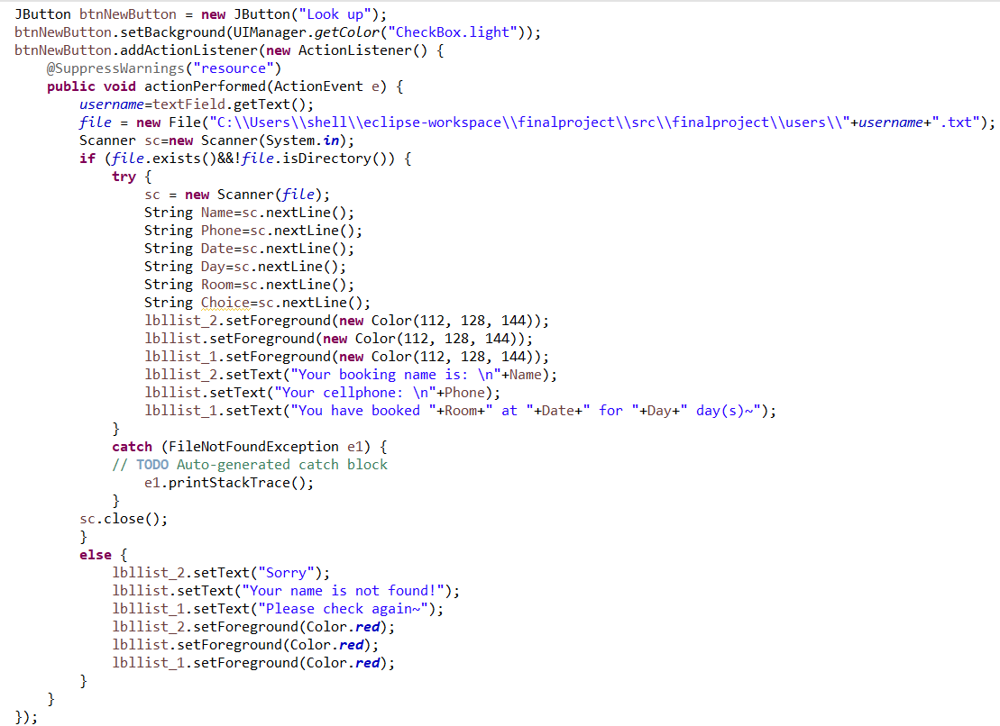 JButton btnNewButton = new JButton("Look up");
btnNewButton.setBackground(UIManager.getColor("CheckBox.light"));
btnNewButton.addActionListener(new ActionListener() {
    @SuppressWarnings("resource")
    public void actionPerformed(ActionEvent e) {
        username=textField.getText();
        file = new File("C:\\Users\\shell\\eclipse-workspace\\finalproject\\src\\finalproject\\users\\"+username+".txt");
        Scanner sc=new Scanner(System.in);
        if (file.exists()&&!file.isDirectory()) {
            try {
                sc = new Scanner(file);
                String Name=sc.nextLine();
                String Phone=sc.nextLine();
                String Date=sc.nextLine();
                String Day=sc.nextLine();
                String Room=sc.nextLine();
                String Choice=sc.nextLine();
                lbllist_2.setForeground(new Color(112, 128, 144));
                lbllist.setForeground(new Color(112, 128, 144));
                lbllist_1.setForeground(new Color(112, 128, 144));
                lbllist_2.setText("Your booking name is: \n"+Name);
                lbllist.setText("Your cellphone: \n"+Phone);
                lbllist_1.setText("You have booked "+Room+" at "+Date+" for "+Day+" day(s)~");
            }
            catch (FileNotFoundException e1) {
            // TODO Auto-generated catch block
                e1.printStackTrace();
            }
        sc.close();
        }
        else {
            lbllist_2.setText("Sorry");
            lbllist.setText("Your name is not found!");
            lbllist_1.setText("Please check again~");
            lbllist_2.setForeground(Color.red);
            lbllist.setForeground(Color.red);
            lbllist_1.setForeground(Color.red);
        }
    }
});